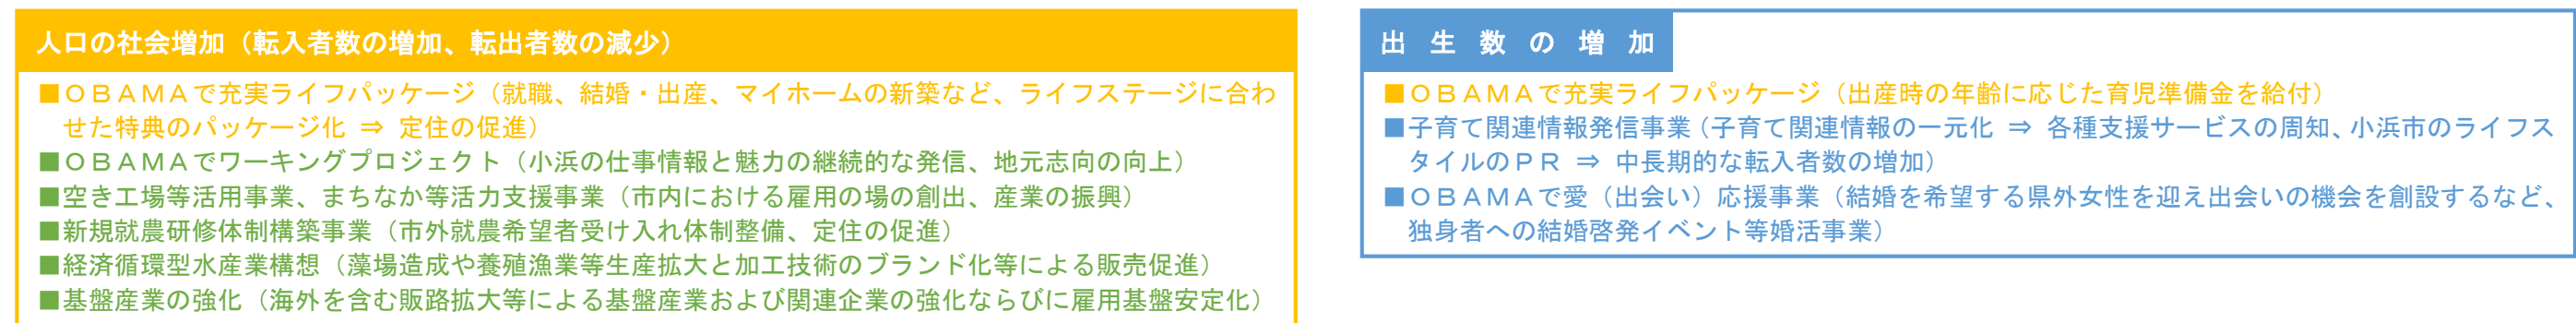 人口の社会増加（転入者数の増加、転出者数の減少）
■ＯＢＡＭＡで充実ライフパッケージ（就職、結婚・出産、マイホームの新築など、ライフステージに合わ
せた特典のパッケージ化 ⇒ 定住の促進）
■ＯＢＡＭＡでワーキングプロジェクト（小浜の仕事情報と魅力の継続的な発信、地元志向の向上）
■空き工場等活用事業、まちなか等活力支援事業（市内における雇用の場の創出、産業の振興）
■新規就農研修体制構築事業（市外就農希望者受け入れ体制整備、定住の促進）
■経済循環型水産業構想（藻場造成や養殖漁業等生産拡大と加工技術のブランド化等による販売促進）
■基盤産業の強化（海外を含む販路拡大等による基盤産業および関連企業の強化ならびに雇用基盤安定化）
出生数の増加
■ＯＢＡＭＡで充実ライフパッケージ（出産時の年齢に応じた育児準備金を給付）
■子育て関連情報発信事業（子育て関連情報の一元化 ⇒ 各種支援サービスの周知、小浜市のライフス
タイルのＰＲ ⇒ 中長期的な転入者数の増加）
■ＯＢＡＭＡで愛（出会い）応援事業（結婚を希望する県外女性を迎え出会いの機会を創設するなど、
独身者への結婚啓発イベント等婚活事業）